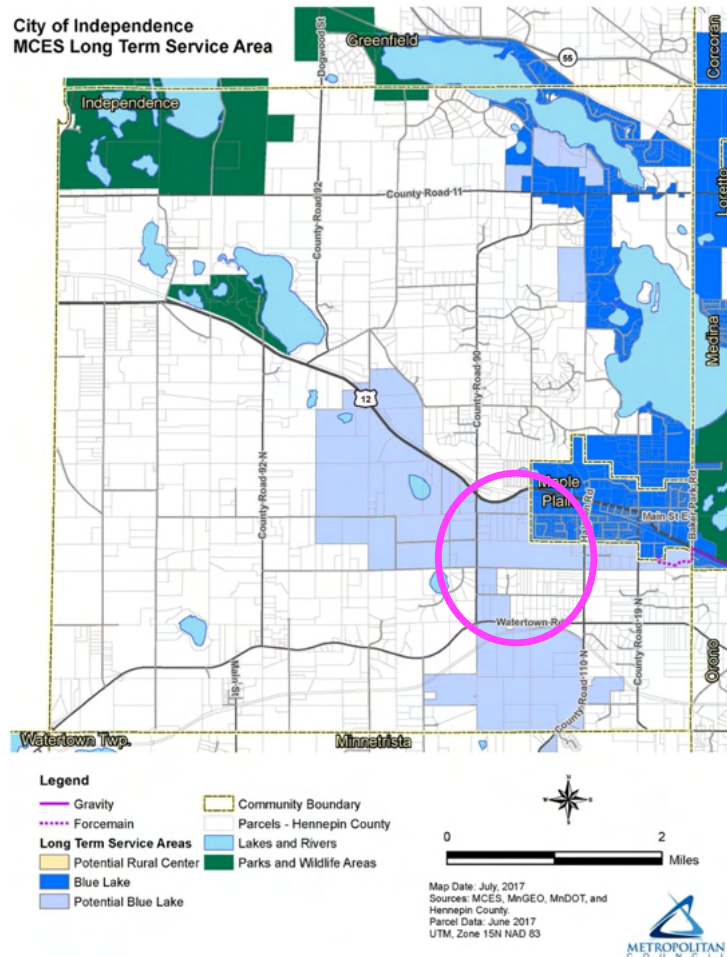 City of Independence
MCES Long Term Service Area
Dogwood St
Greenfield
55
Corcoran
Independence
County Road 92
County Road 11
Loretto
Medina
12
County Road 90
County Road 92 N
Maple
Plain
Main St E
Baker Park Rd
Watertown Rd
County Road 19 N
Main St
County Road 110 N
Orono
Watertown Twp.
Minnetrista
Legend
Gravity
Forcemain
Long Term Service Areas
Potential Rural Center
Blue Lake
Potential Blue Lake
Community Boundary
Parcels - Hennepin County
Lakes and Rivers
Parks and Wildlife Areas
N
W E
S
0 2
Miles
Map Date: July, 2017
Sources: MCES, MnGEO, MnDOT, and
Hennepin County.
Parcel Data: June 2017
UTM, Zone 15N NAD 83
METROPOLITAN
COUNCIL